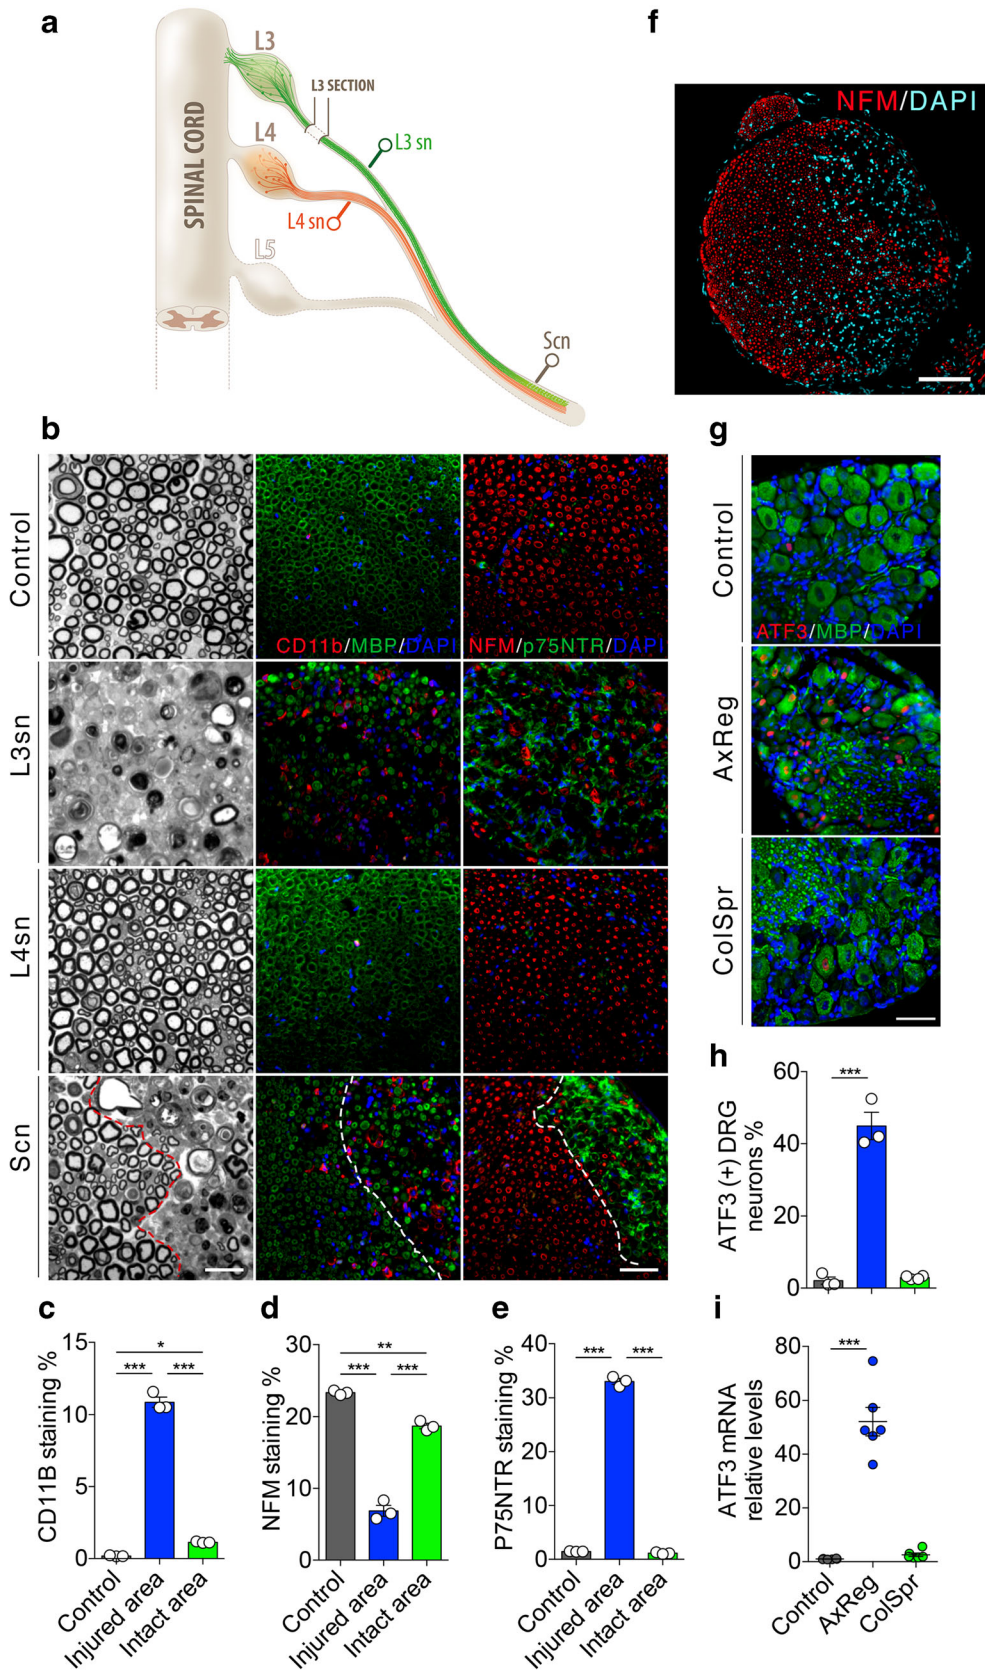 a
L3
L3 SECTION
L3 sn
L4
L4 sn
SPINAL CORD
L5
Scn
f
NFM/DAPI
b
Control
CD11b/MBP/DAPI
NFM/p75NTR/DAPI
L3sn
L4sn
Scn
g
Control
ATF3/MBP/DAPI
AxReg
ColSpr
c
CD11B staining %
15
10
5
0
*
*** ***
Control
Injured area
Intact area
d
NFM staining %
30
20
10
0
**
*** ***
Control
Injured area
Intact area
e
P75NTR staining %
40
30
20
10
0
*** ***
Control
Injured area
Intact area
h
ATF3 (+) DRG
neurons %
60
40
20
0
***
i
ATF3 mRNA
relative levels
80
60
40
20
0
***
Control
AxReg
ColSpr